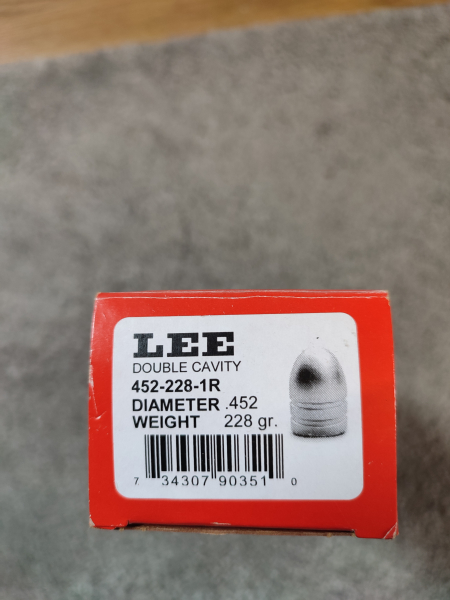 LEE
DOUBLE CAVITY
452-228-1R
DIAMETER .452
WEIGHT 228 gr.
7 34307 90351 0